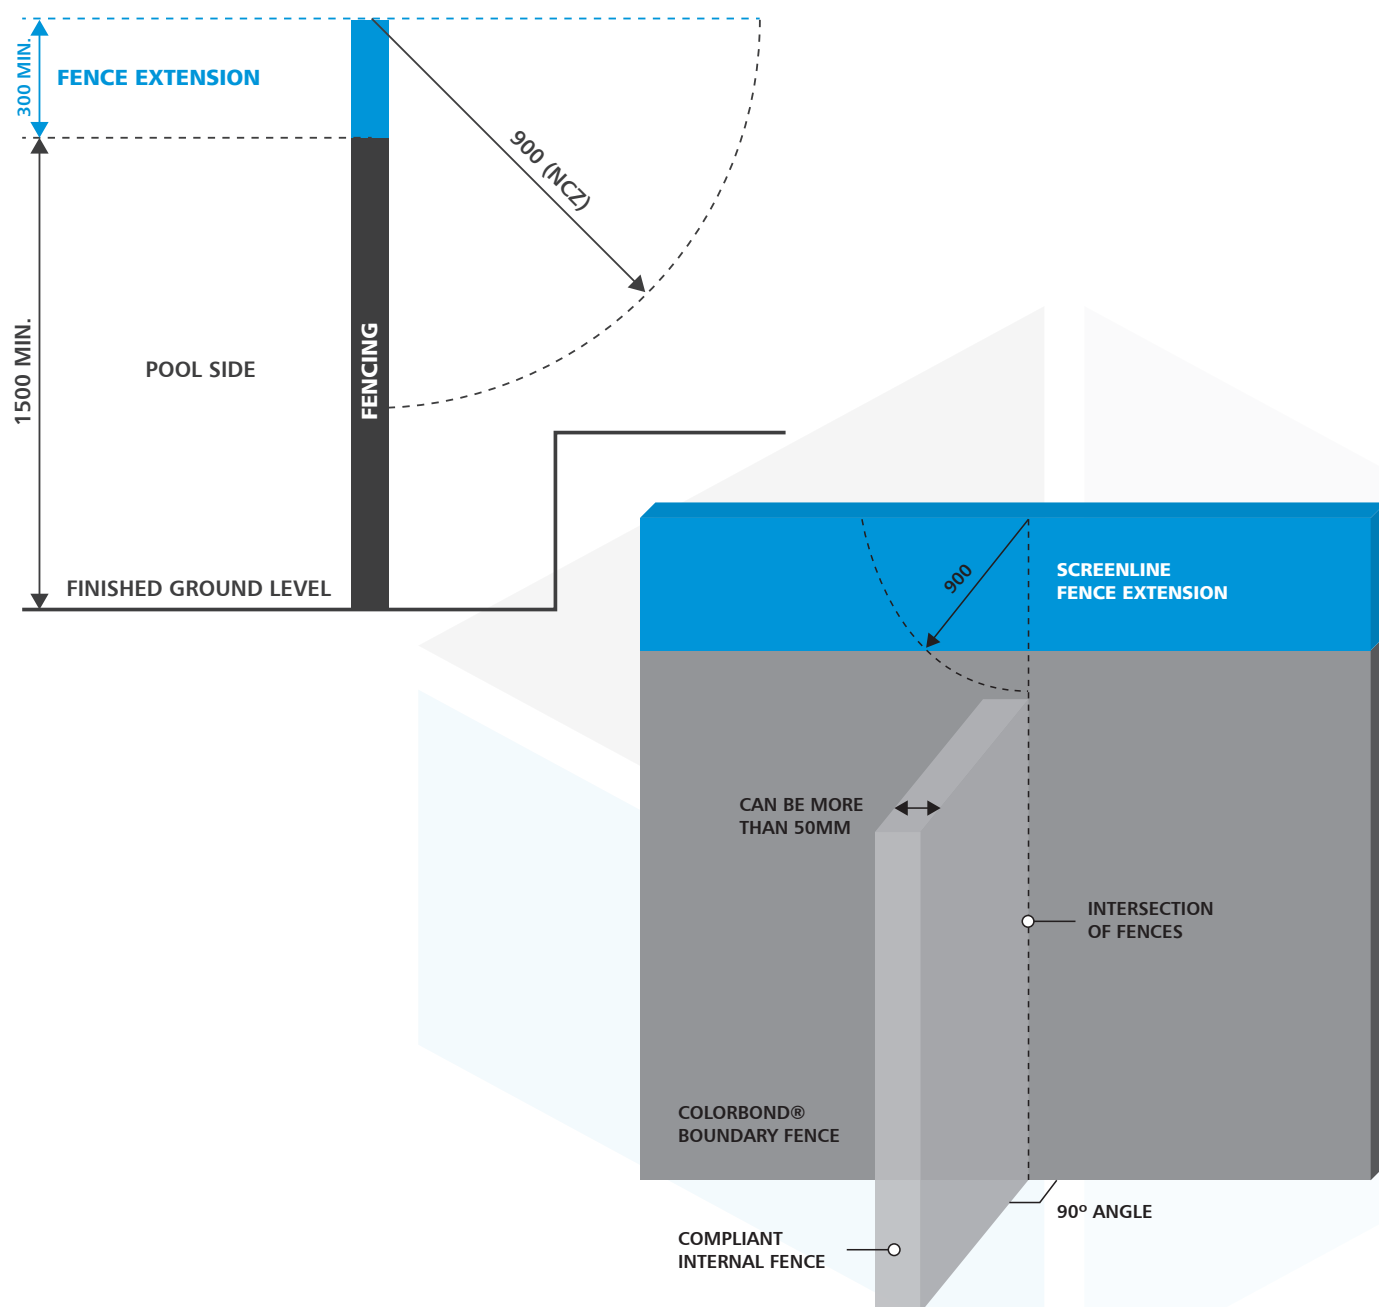 300 MIN.
FENCE EXTENSION
900 (NCZ)
1500 MIN.
POOL SIDE
FENCING
FINISHED GROUND LEVEL
900
SCREENLINE
FENCE EXTENSION
CAN BE MORE
THAN 50MM
INTERSECTION
OF FENCES
COLORBOND®
BOUNDARY FENCE
90º ANGLE
COMPLIANT
INTERNAL FENCE